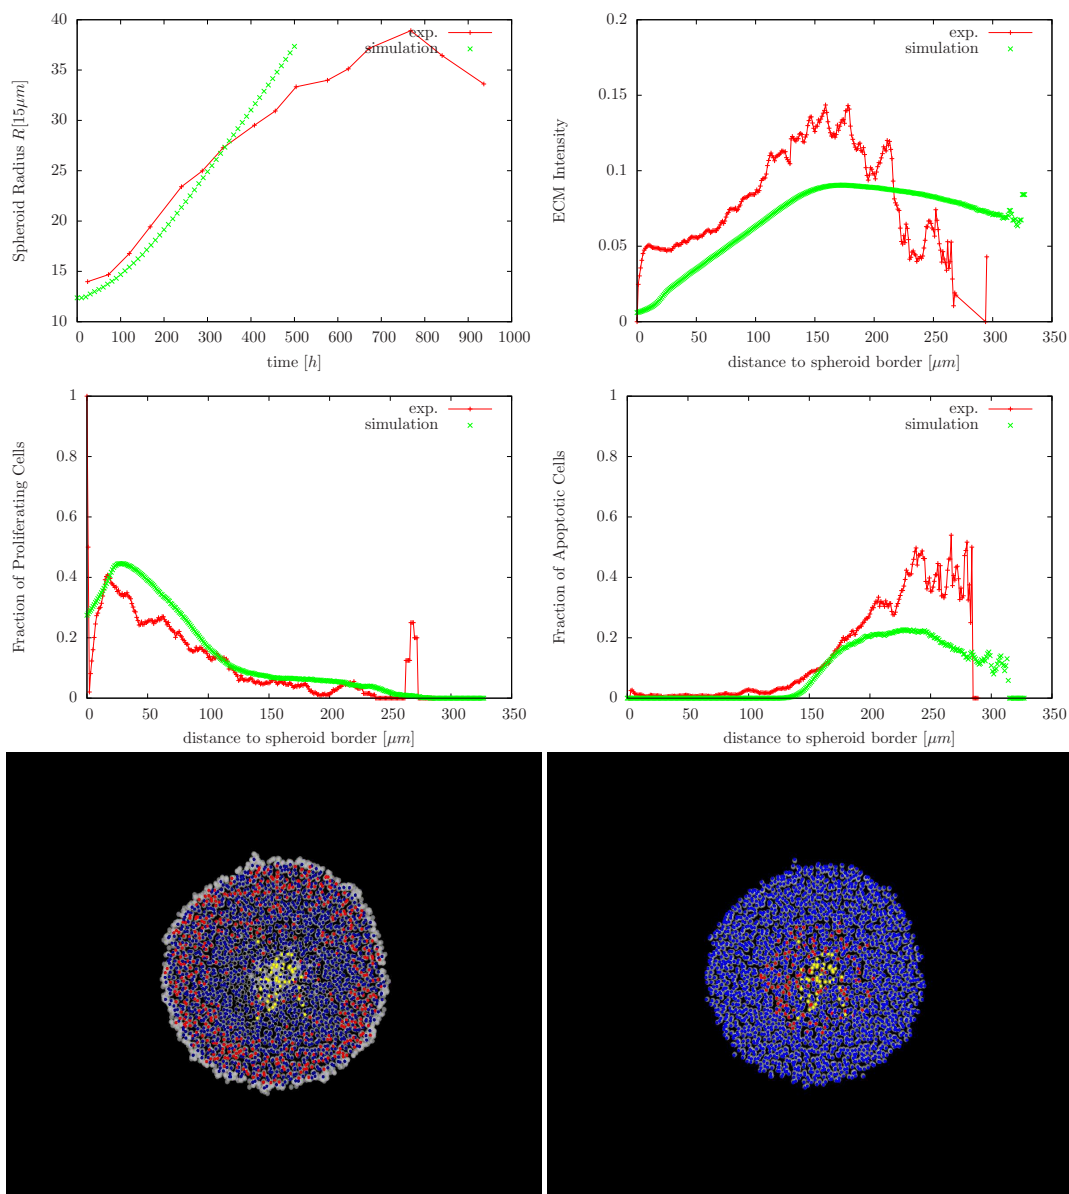 40
35
30
25
20
15
10
0 100 200 300 400 500 600 700 800 900 1000
Spheroid Radius R[15μm]
time [h]
exp.
simulation
0.2
0.15
0.1
0.05
0
0 50 100 150 200 250 300 350
ECM Intensity
distance to spheroid border [μm]
exp.
simulation
1
0.8
0.6
0.4
0.2
0
0 50 100 150 200 250 300 350
Fraction of Proliferating Cells
distance to spheroid border [μm]
exp.
simulation
1
0.8
0.6
0.4
0.2
0
0 50 100 150 200 250 300 350
Fraction of Apoptotic Cells
distance to spheroid border [μm]
exp.
simulation